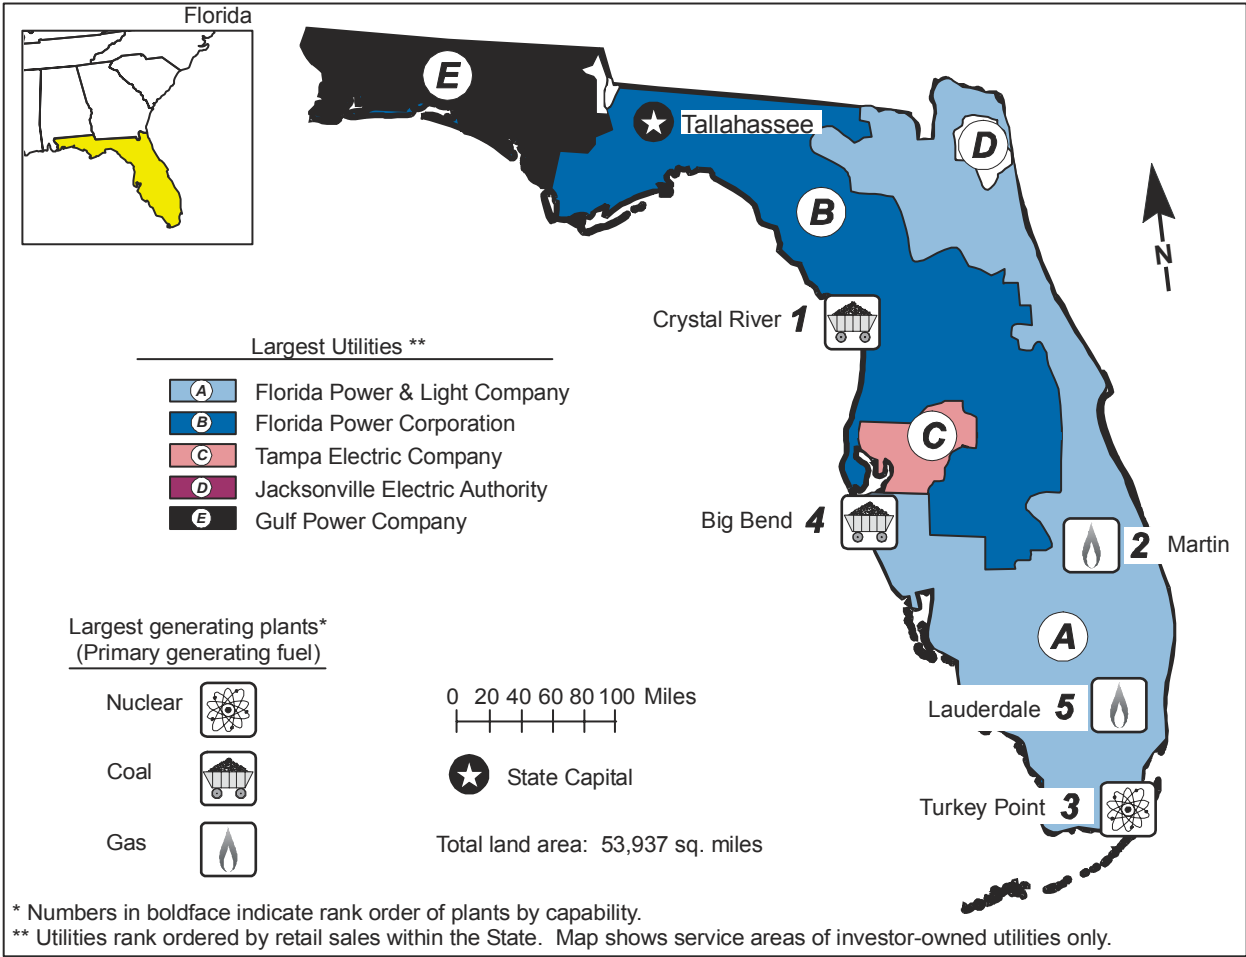 Florida
E
Tallahassee
D
B
N
Crystal River 1
Largest Utilities **
A Florida Power & Light Company
B Florida Power Corporation
C Tampa Electric Company
D Jacksonville Electric Authority
E Gulf Power Company
C
Big Bend 4
2 Martin
A
Largest generating plants*
(Primary generating fuel)
Nuclear
Coal
Gas
0 20 40 60 80 100 Miles
State Capital
Total land area: 53,937 sq. miles
Lauderdale 5
Turkey Point 3
* Numbers in boldface indicate rank order of plants by capability.
** Utilities rank ordered by retail sales within the State. Map shows service areas of investor-owned utilities only.